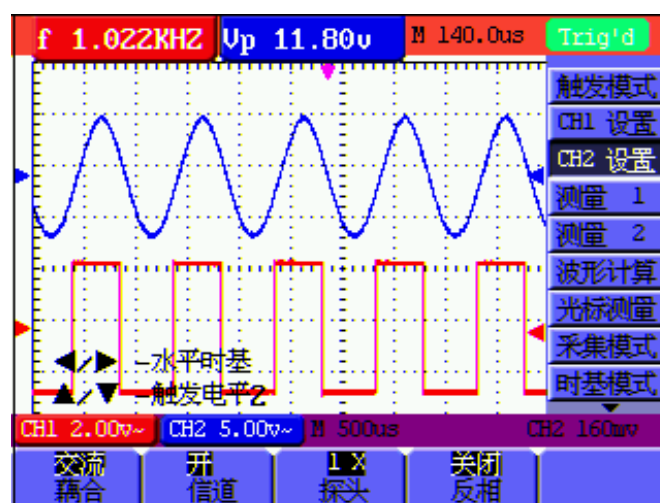 f 1.022KHZ Vp 11.80v M 140.0us Trig'd
触发模式
CH1 设置
CH2 设置
测量 1
测量 2
波形计算
光标测量
采集模式
时基模式
◀/▶ -水平时基
▲/▼ -触发电平2
CH1 2.00v~ CH2 5.00v~ M 500us CH2 160mv
交流 开 1 X 关闭
藕合 信道 探头 反相